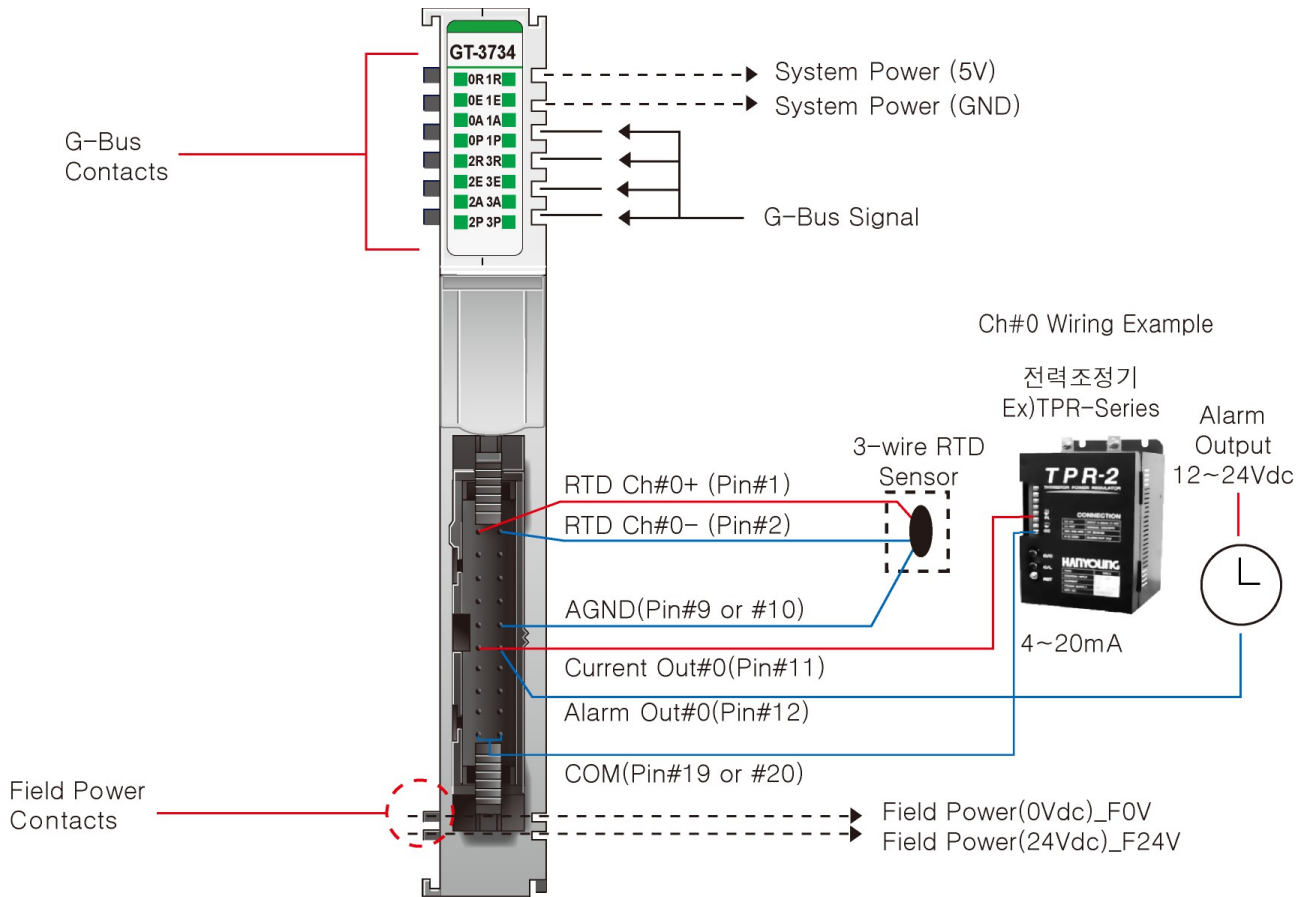 GT-3734
0R 1R
0E 1E
0A 1A
0P 1P
2R 3R
2E 3E
2A 3A
2P 3P
System Power (5V)
System Power (GND)
G-Bus
Contacts
G-Bus Signal
Ch#0 Wiring Example
전력조정기
Ex)TPR-Series
Alarm
Output
12~24Vdc
3-wire RTD
Sensor
TPR-2
THYRISTOR POWER REGULATOR
CONNECTION
HANYOUNG
RTD Ch#0+ (Pin#1)
RTD Ch#0- (Pin#2)
AGND(Pin#9 or #10)
4~20mA
Current Out#0(Pin#11)
Alarm Out#0(Pin#12)
COM(Pin#19 or #20)
Field Power
Contacts
Field Power(0Vdc)_F0V
Field Power(24Vdc)_F24V